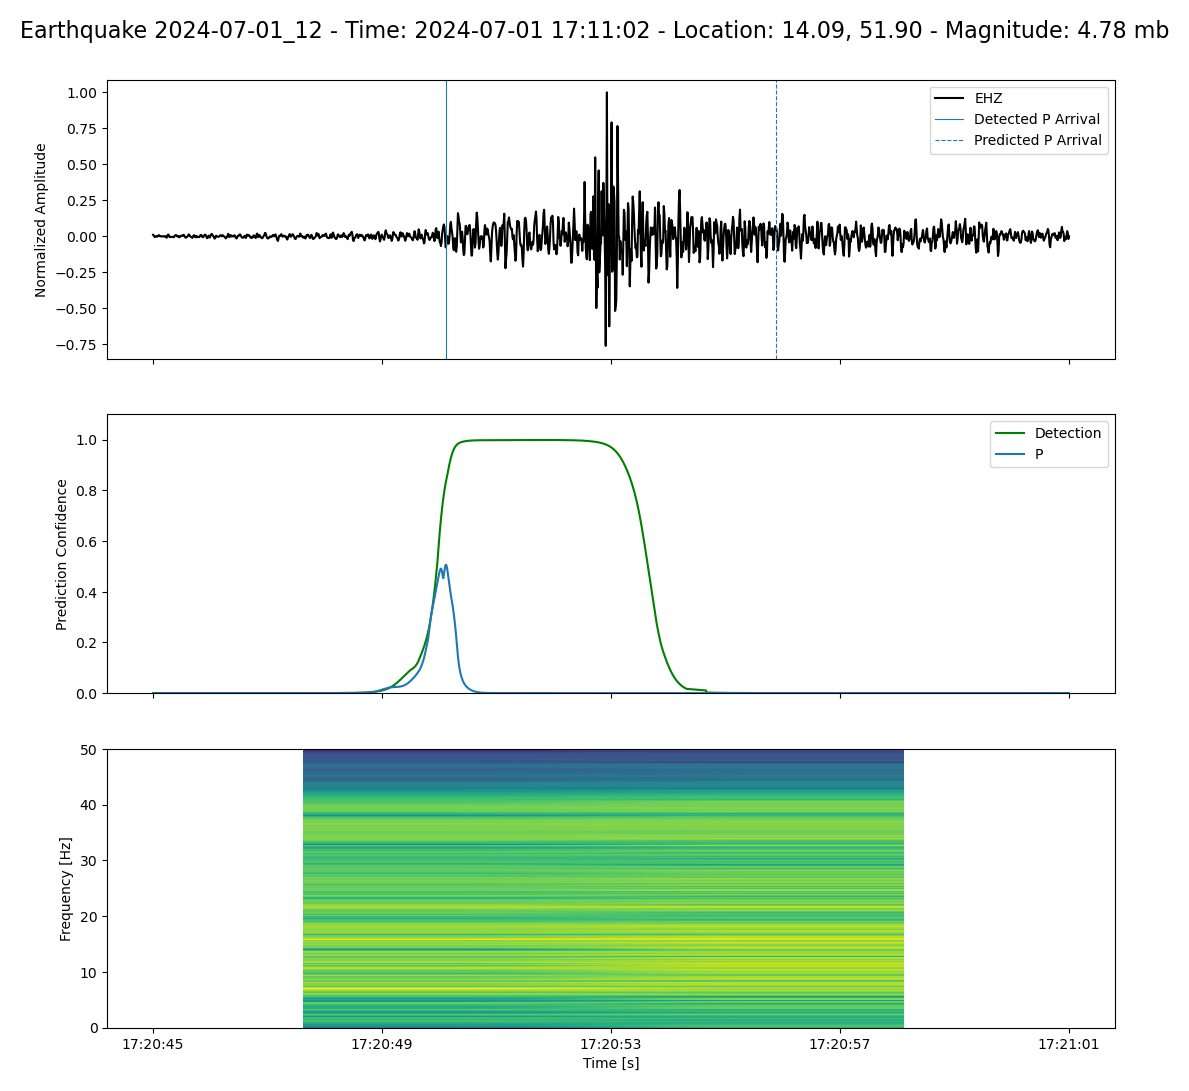 Earthquake 2024-07-01_12 - Time: 2024-07-01 17:11:02 - Location: 14.09, 51.90 - Magnitude: 4.78 mb
Normalized Amplitude
1.00
0.75
0.50
0.25
0.00
−0.25
−0.50
−0.75
EHZ
Detected P Arrival
Predicted P Arrival
Prediction Confidence
1.0
0.8
0.6
0.4
0.2
0.0
Detection
P
Frequency [Hz]
50
40
30
20
10
0
17:20:45
17:20:49
17:20:53
17:20:57
17:21:01
Time [s]